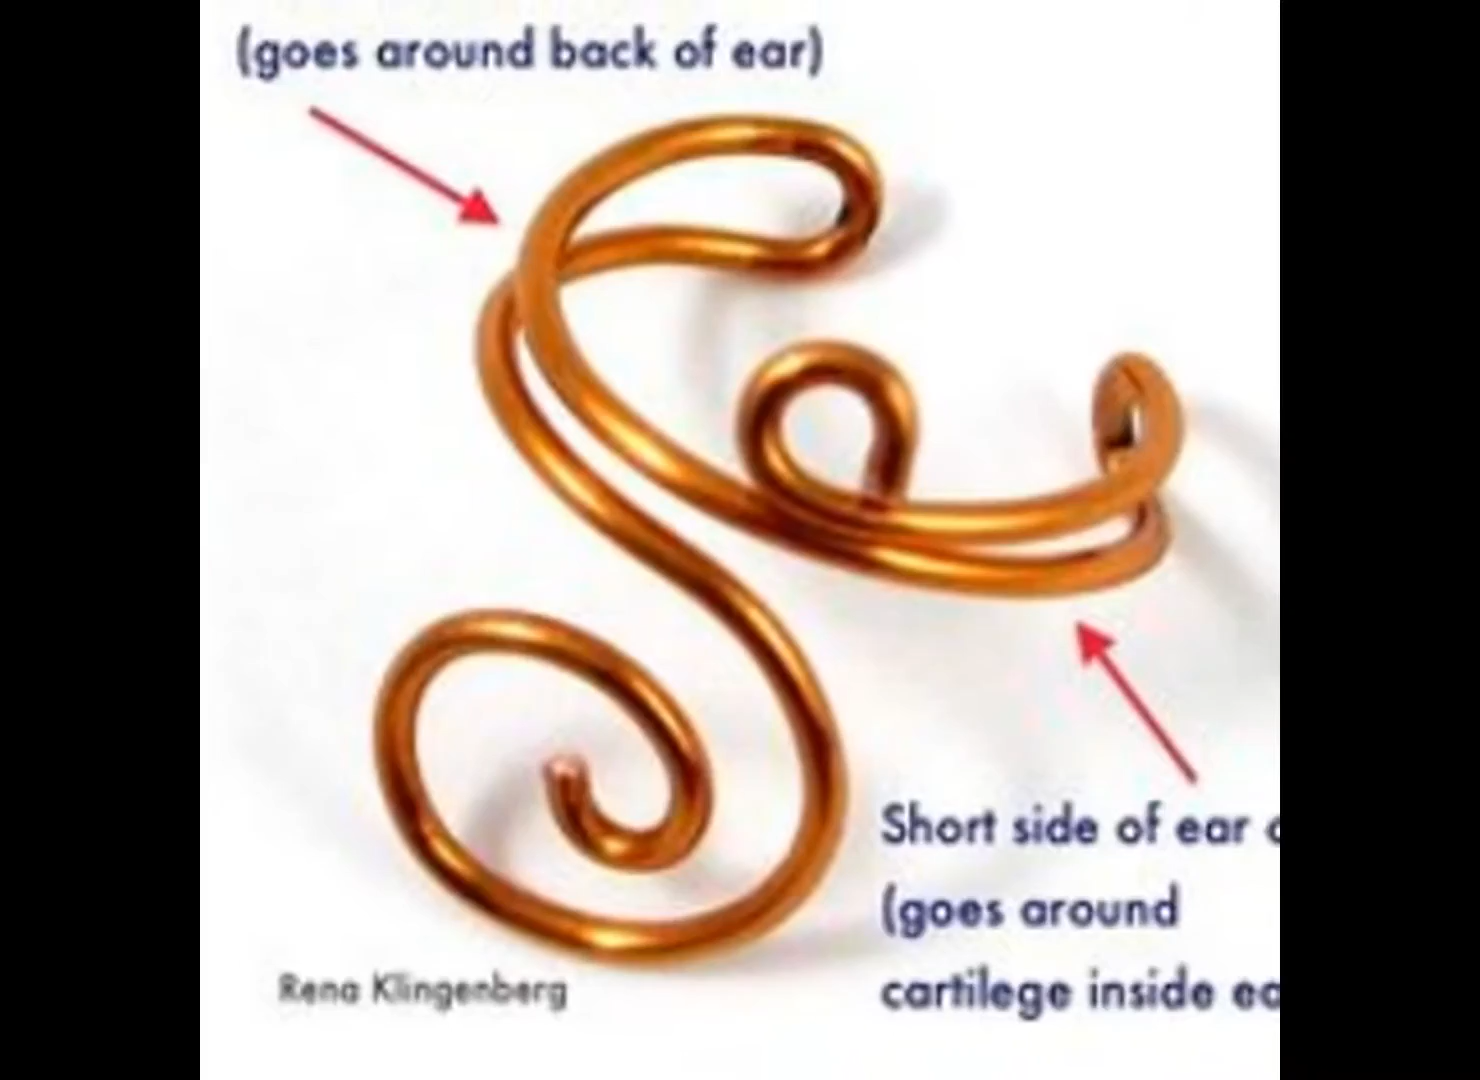 (goes around back of ear)
Short side of ear
(goes around
cartilege inside
Rena Klingenberg